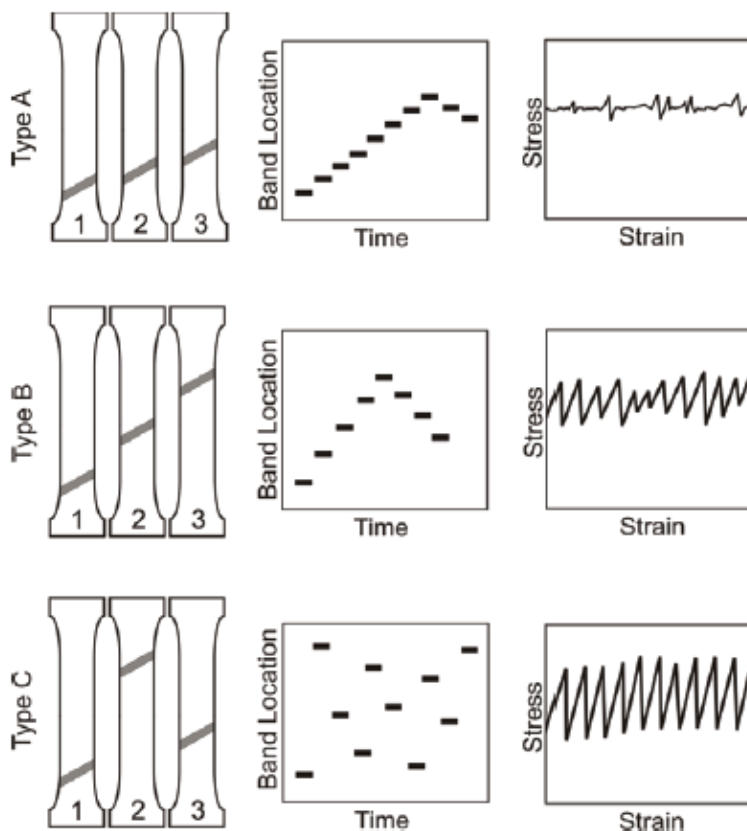 Type A
1 2 3
Band Location
Time
Stress
Strain
Type B
1 2 3
Band Location
Time
Stress
Strain
Type C
1 2 3
Band Location
Time
Stress
Strain